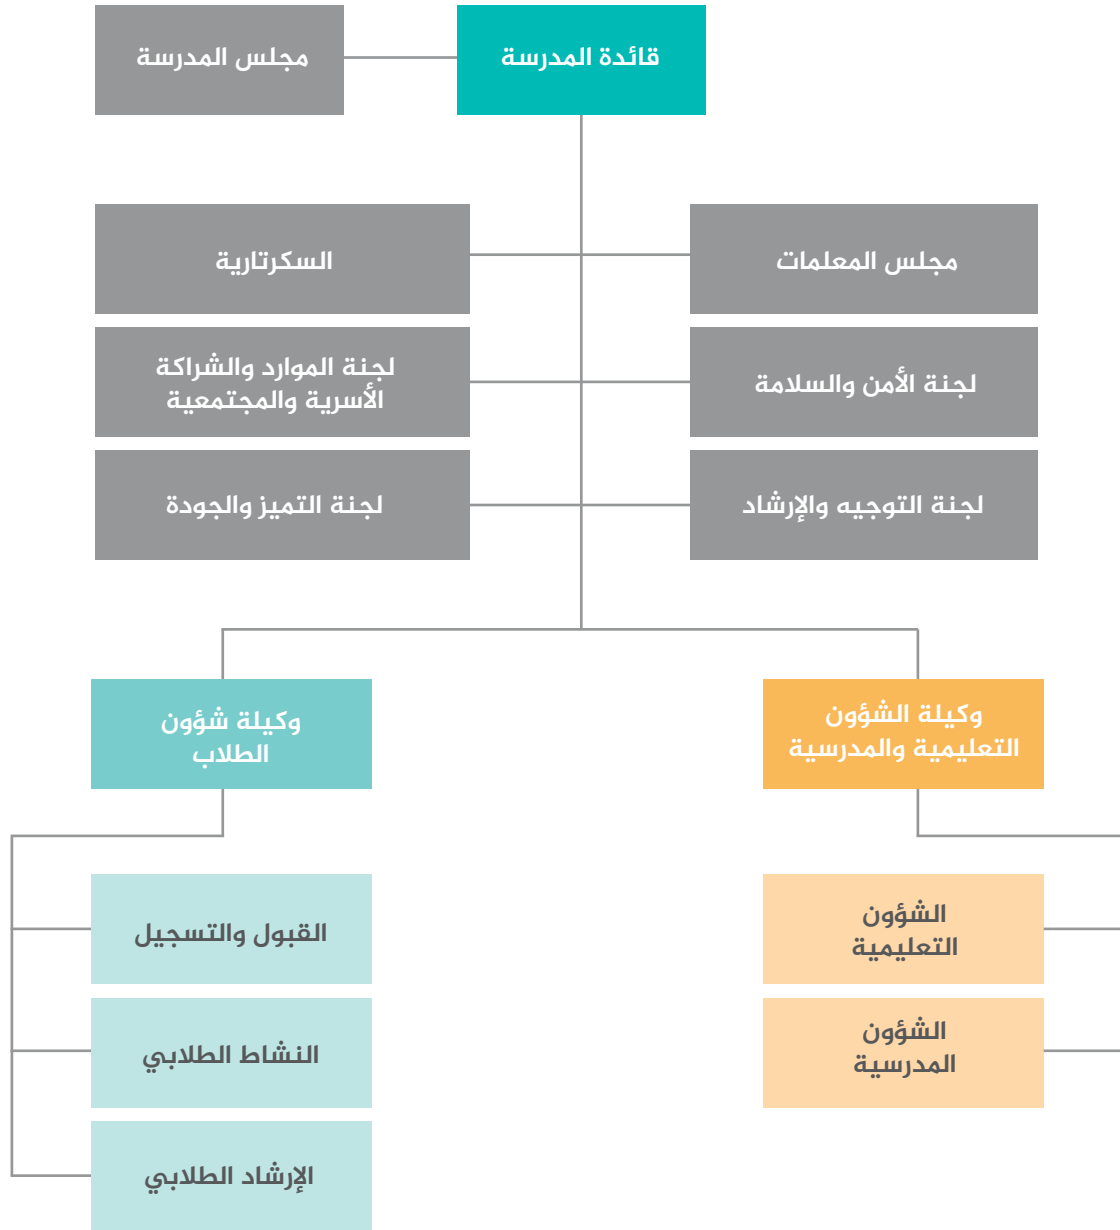 قائدة المدرسة
مجلس المدرسة
مجلس المعلمات
السكرتارية
لجنة الأمن والسلامة
لجنة الموارد والشراكة
الأسرية والمجتمعية
لجنة التوجيه والإرشاد
لجنة التميز والجودة
وكيلة الشؤون
التعليمية والمدرسية
وكيلة شؤون
الطلاب
الشؤون
التعليمية
القبول والتسجيل
الشؤون
المدرسية
النشاط الطلابي
الإرشاد الطلابي